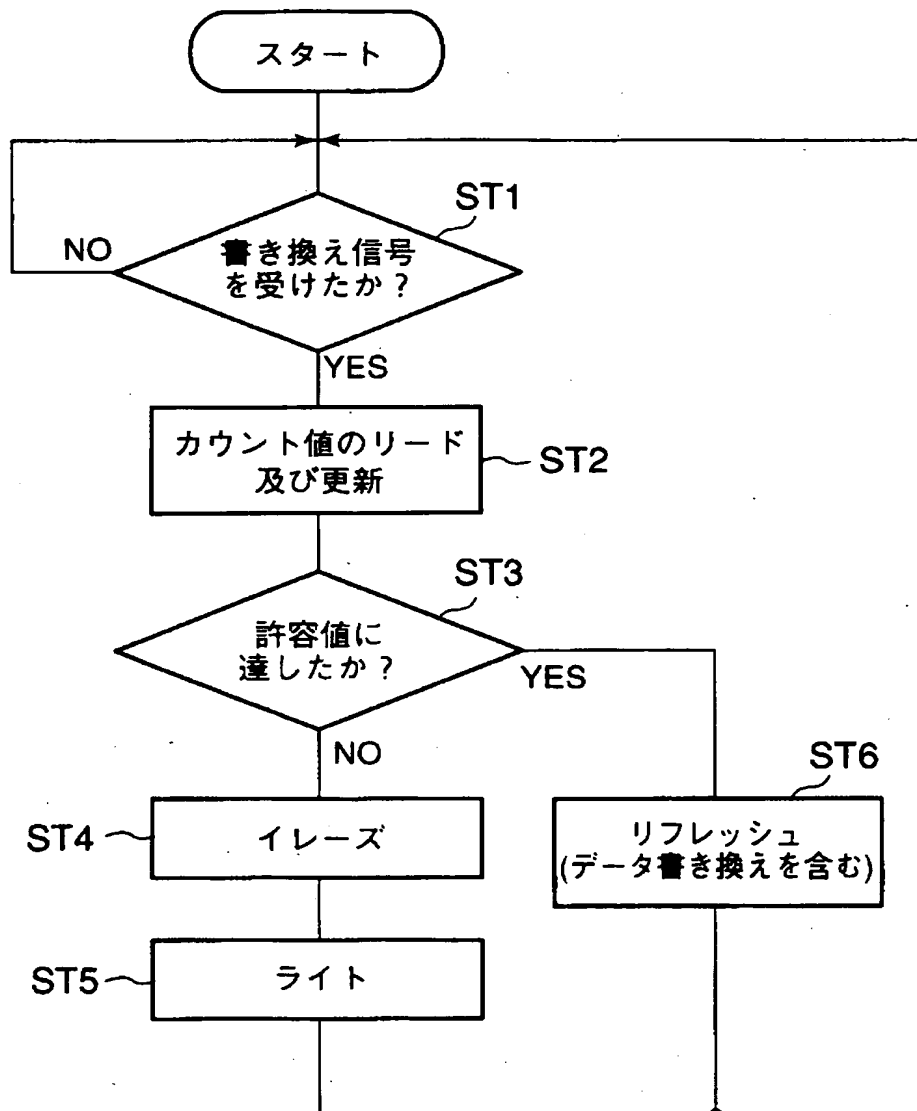 スタート
ST1
NO
書き換え信号
を受けたか？
YES
カウント値のリード
及び更新
ST2
ST3
許容値に
達したか？
YES
NO
ST6
ST4
イレーズ
リフレッシュ
(データ書き換えを含む)
ST5
ライト